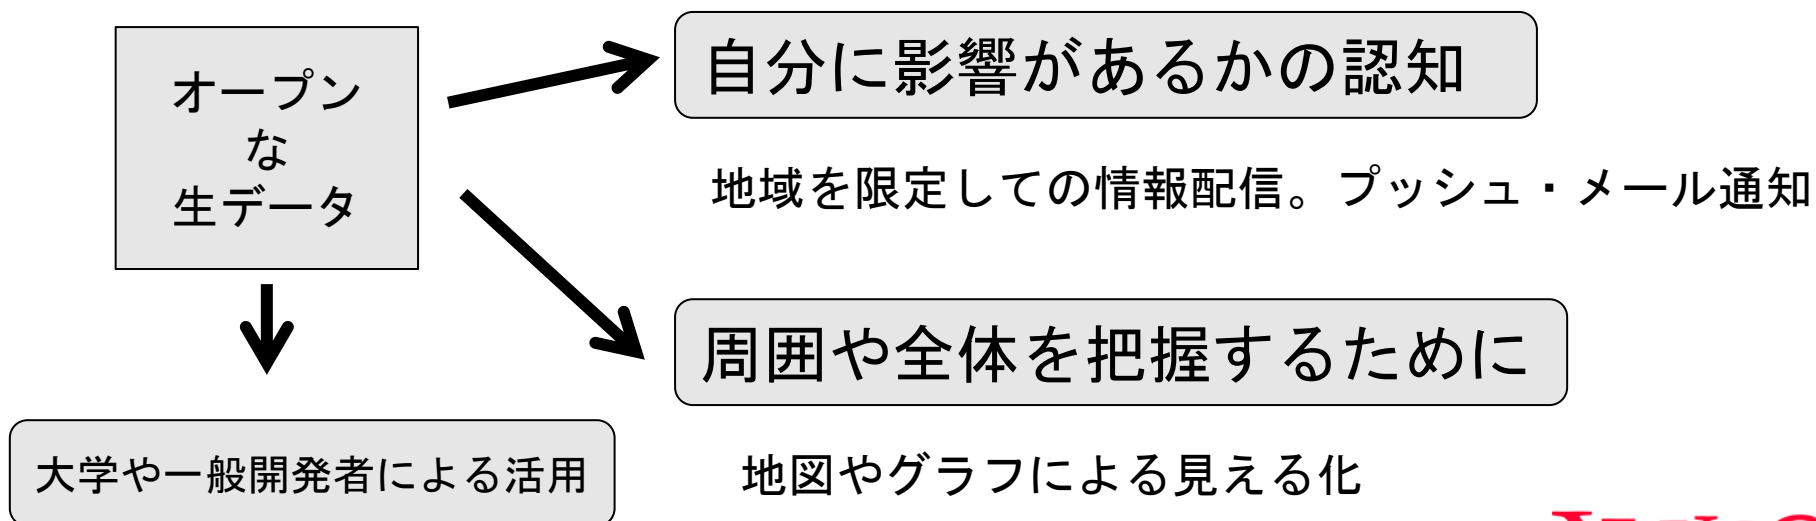 オープン
な
生データ
自分に影響があるかの認知
地域を限定しての情報配信。プッシュ・メール通知
周囲や全体を把握するために
地図やグラフによる見える化
大学や一般開発者による活用